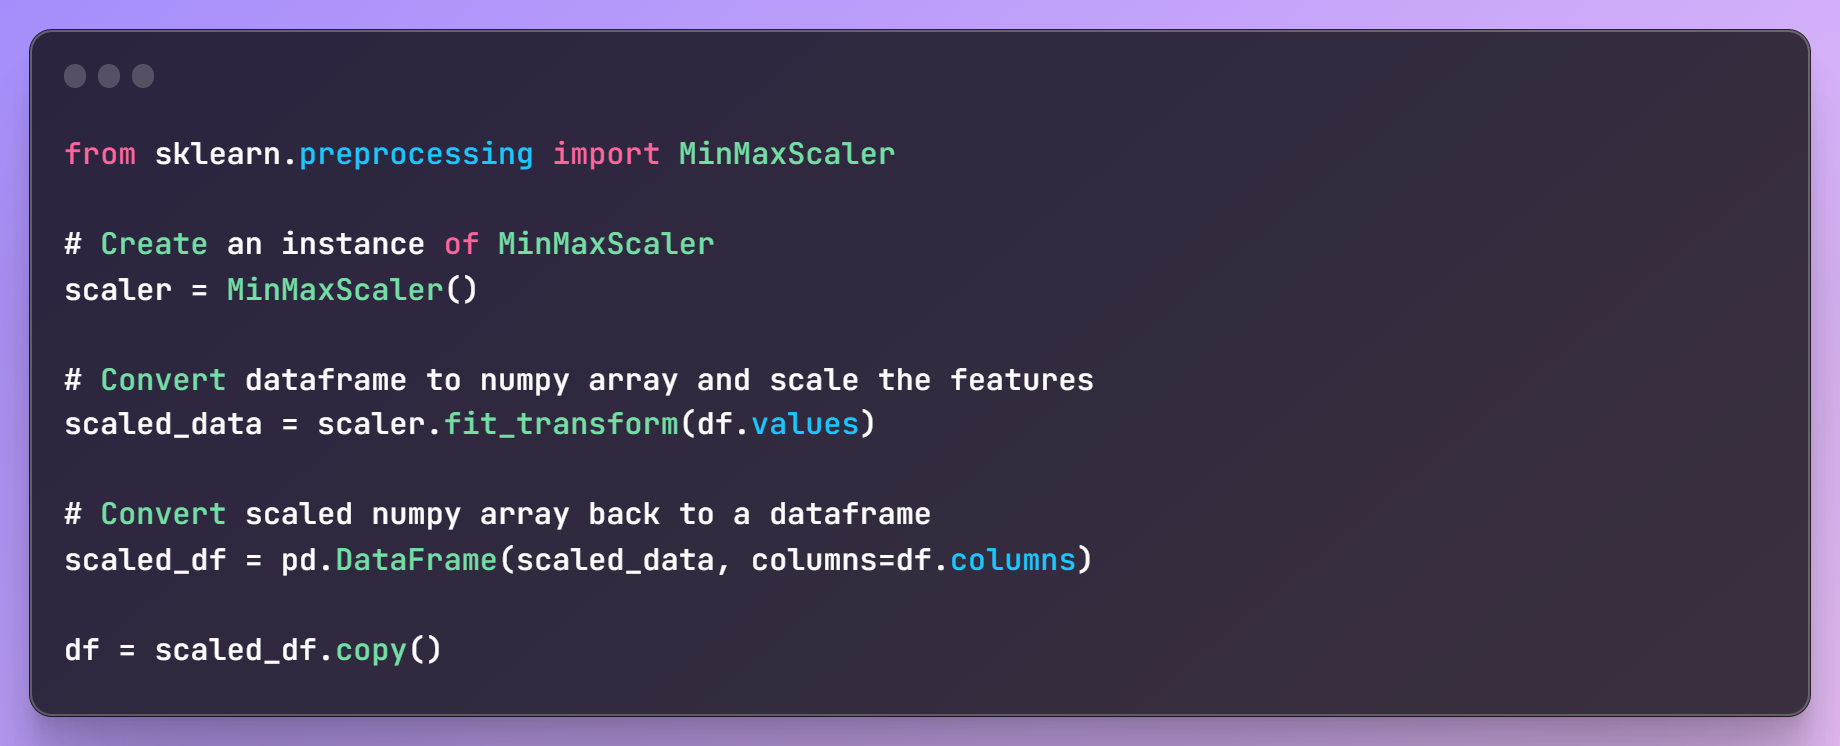 from sklearn.preprocessing import MinMaxScaler
# Create an instance of MinMaxScaler
scaler = MinMaxScaler()
# Convert dataframe to numpy array and scale the features
scaled_data = scaler.fit_transform(df.values)
# Convert scaled numpy array back to a dataframe
scaled_df = pd.DataFrame(scaled_data, columns=df.columns)
df = scaled_df.copy()